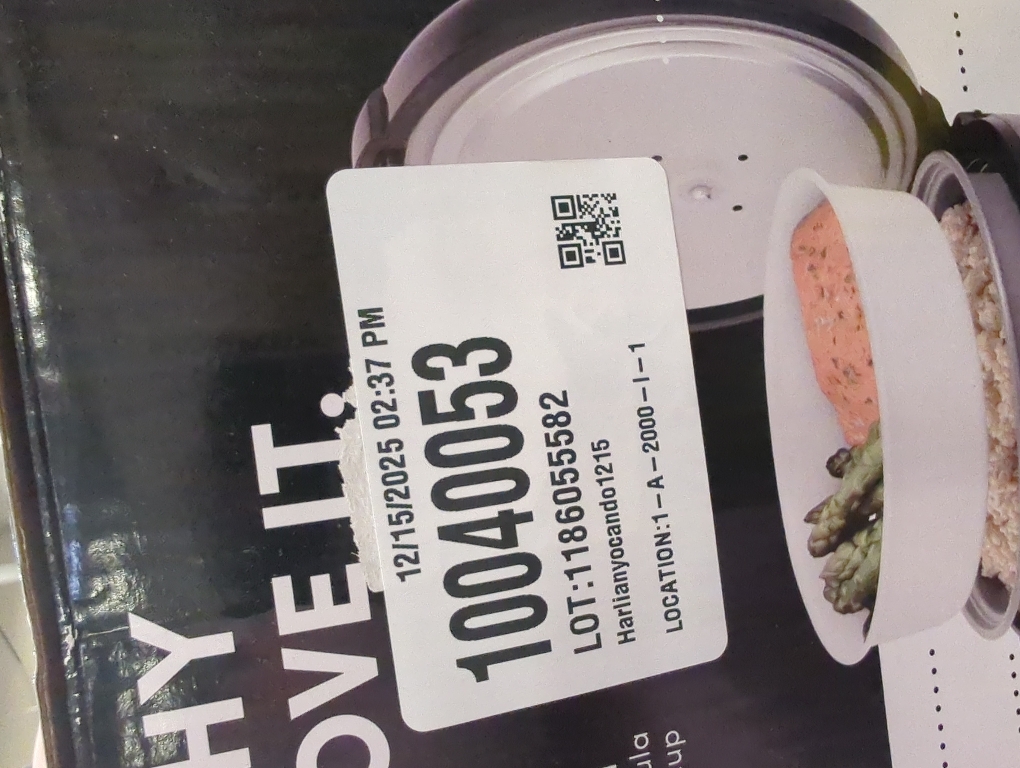 HY
OVE IT.
12/15/2025 02:37 PM
10040053
LOT:1186055582
Harlianyocando1215
LOCATION:1-A-2000-I-1
ula
up